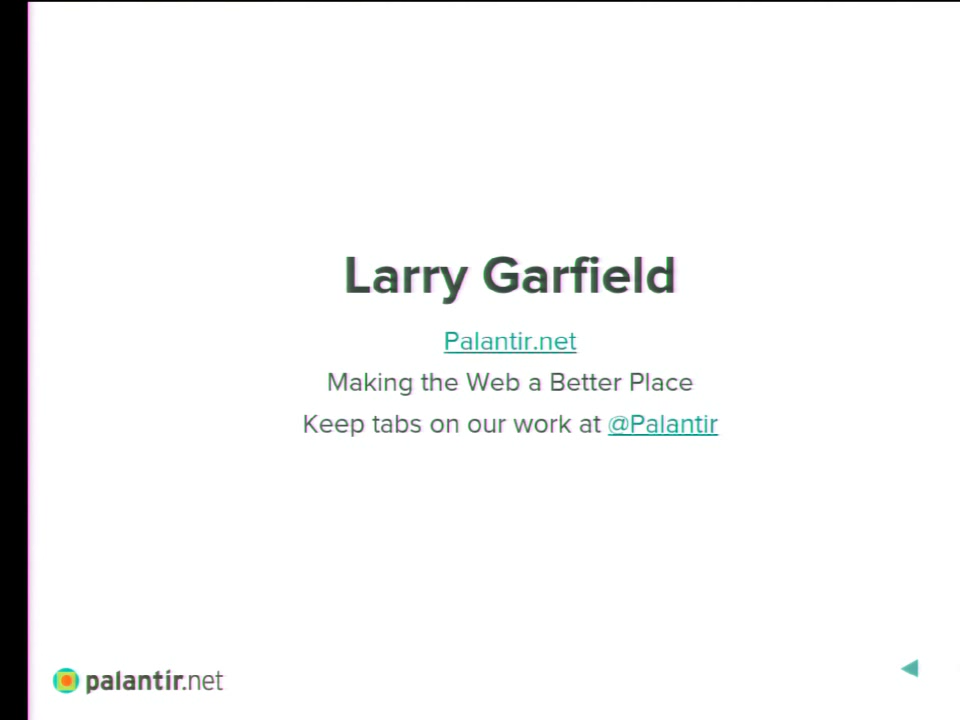 Larry Garfield
Palantir.net
Making the Web a Better Place
Keep tabs on our work at @Palantir
palantir.net